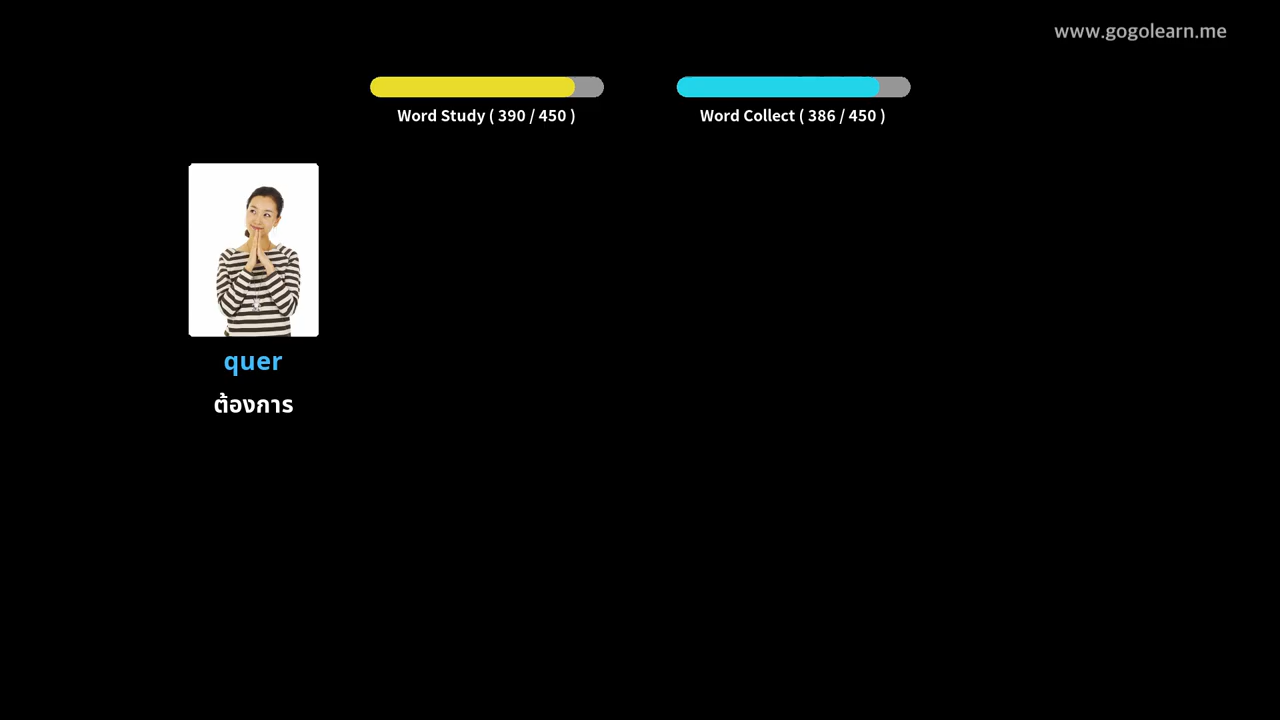 www.gogolearn.me
Word Study ( 390 / 450 )
Word Collect ( 386 / 450 )
quer
ต้องการ